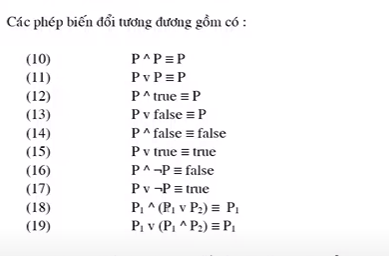 Các phép biến đổi tương đương gồm có :
(10) P ^ P ≡ P
(11) P v P ≡ P
(12) P ^ true ≡ P
(13) P v false ≡ P
(14) P ^ false ≡ false
(15) P v true ≡ true
(16) P ^ ¬P ≡ false
(17) P v ¬P ≡ true
(18) P₁ ^ (P₁ v P₂) ≡ P₁
(19) P₁ v (P₁ ^ P₂) ≡ P₁